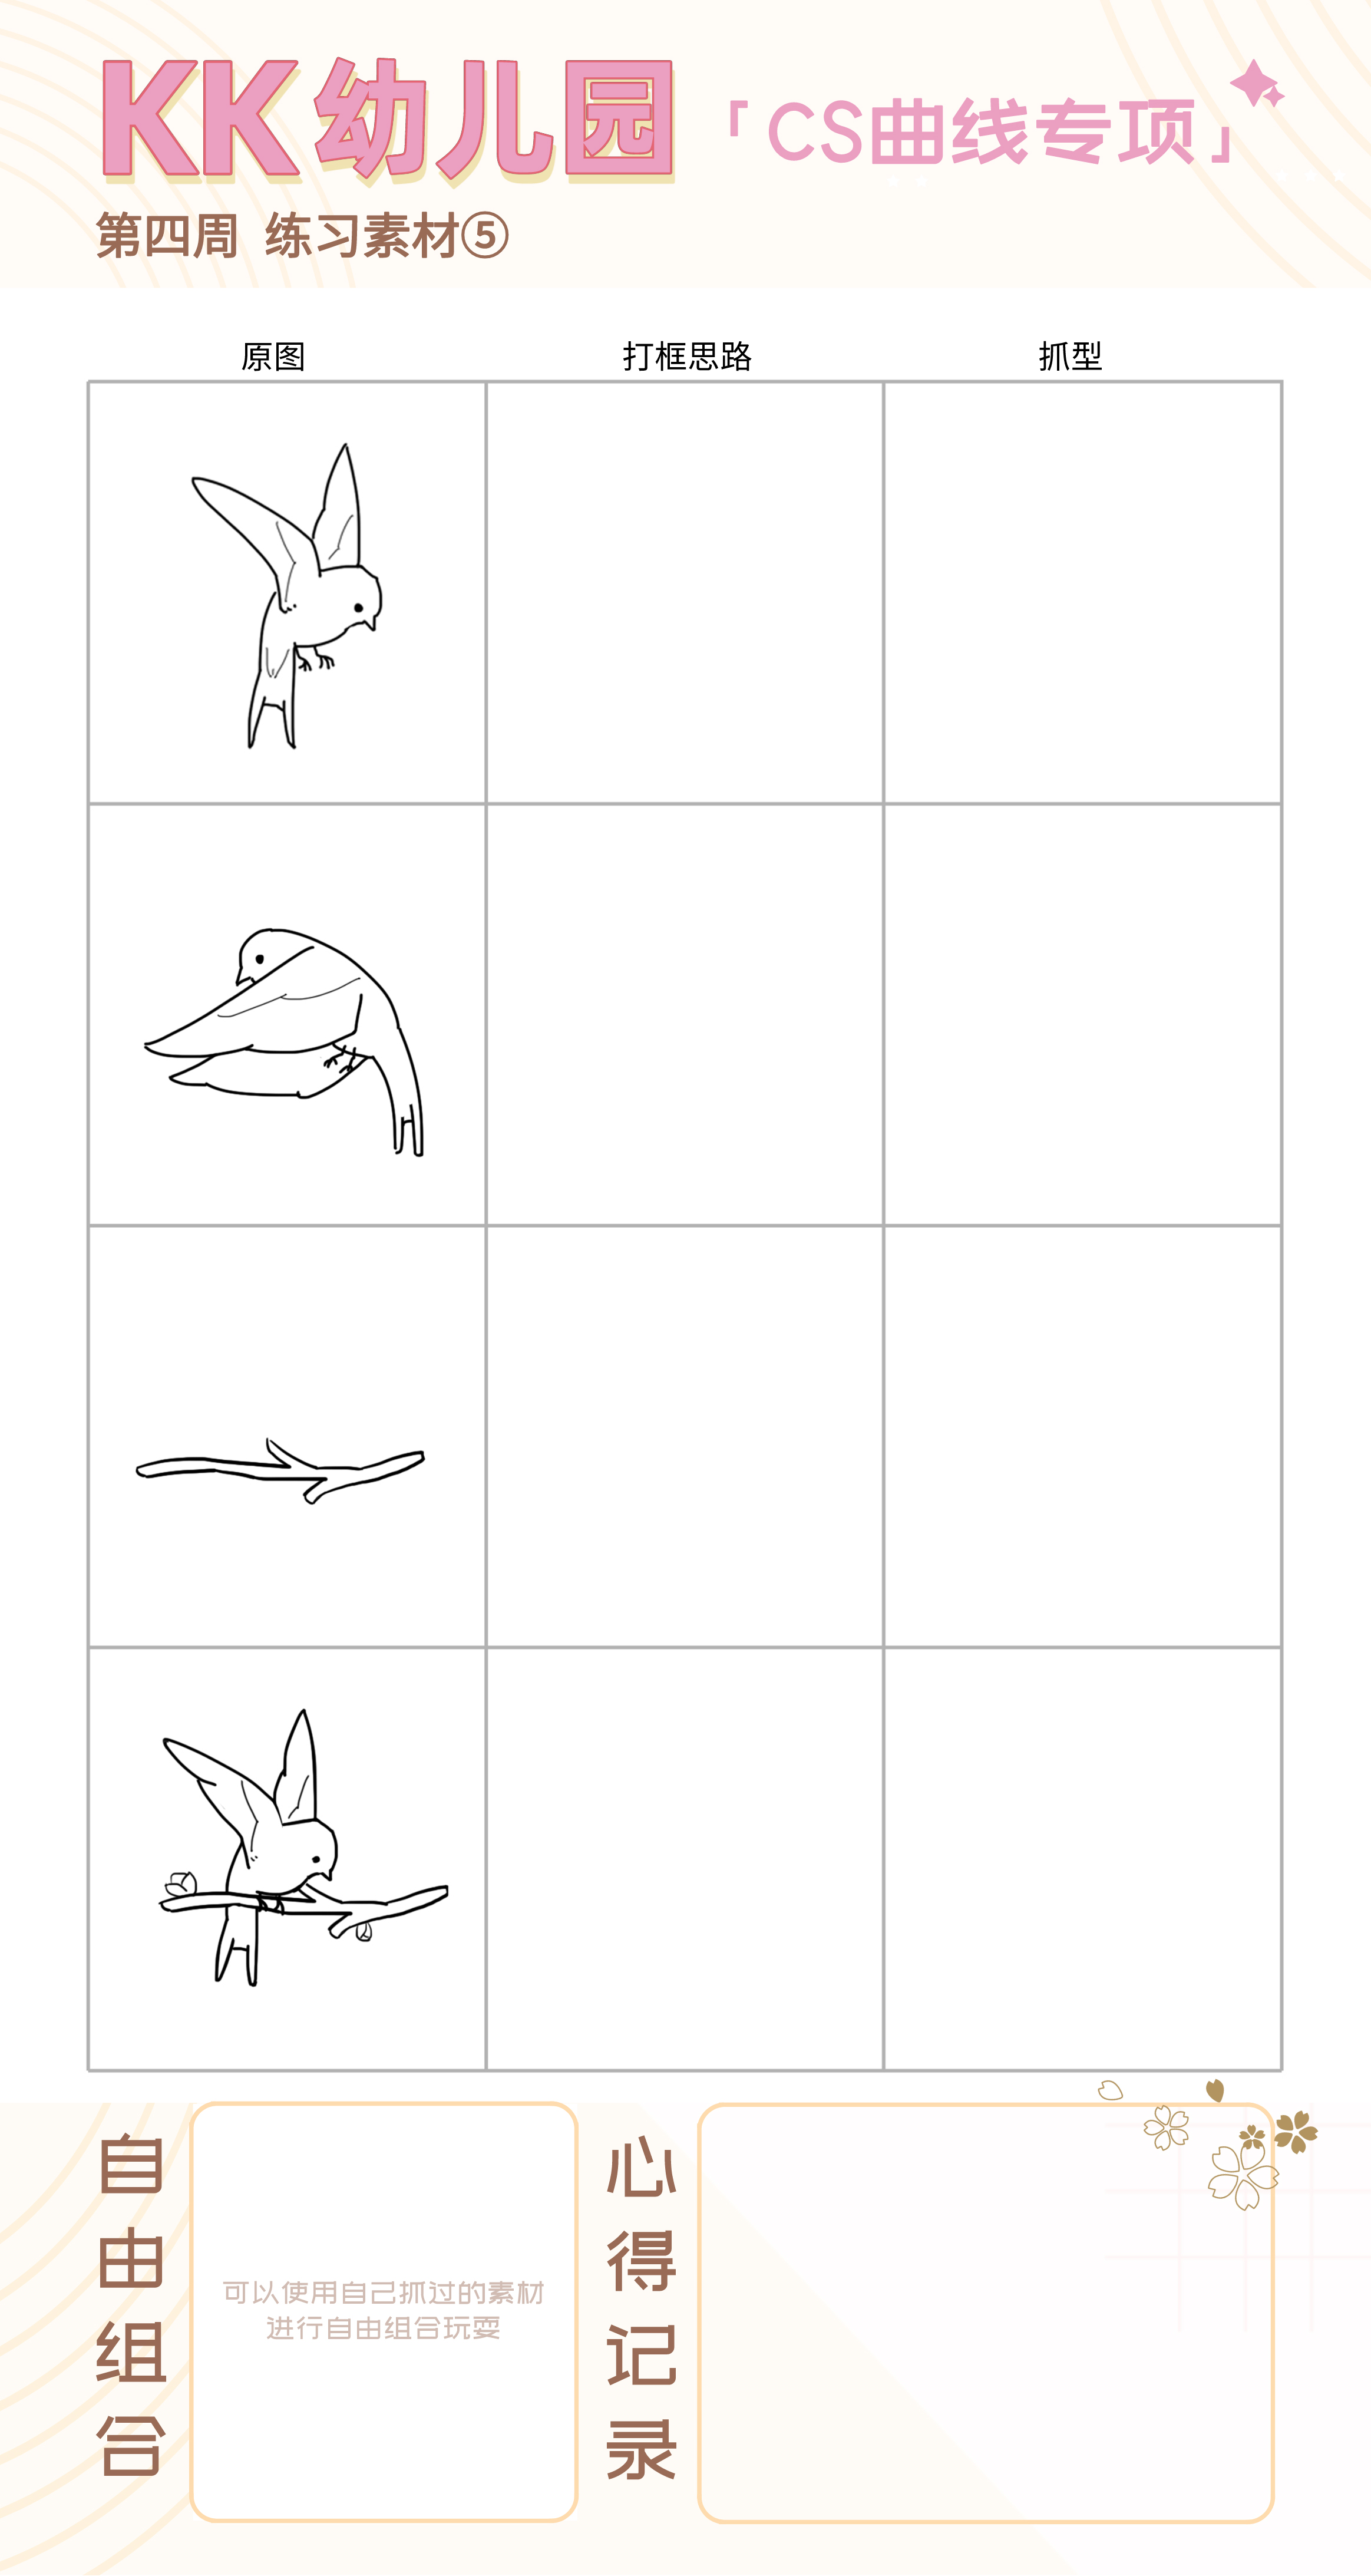 KK幼儿园「CS曲线专项」
第四周 练习素材⑤
原图 打框思路 抓型
自由组合
可以使用自己抓过的素材
进行自由组合玩耍
心得记录